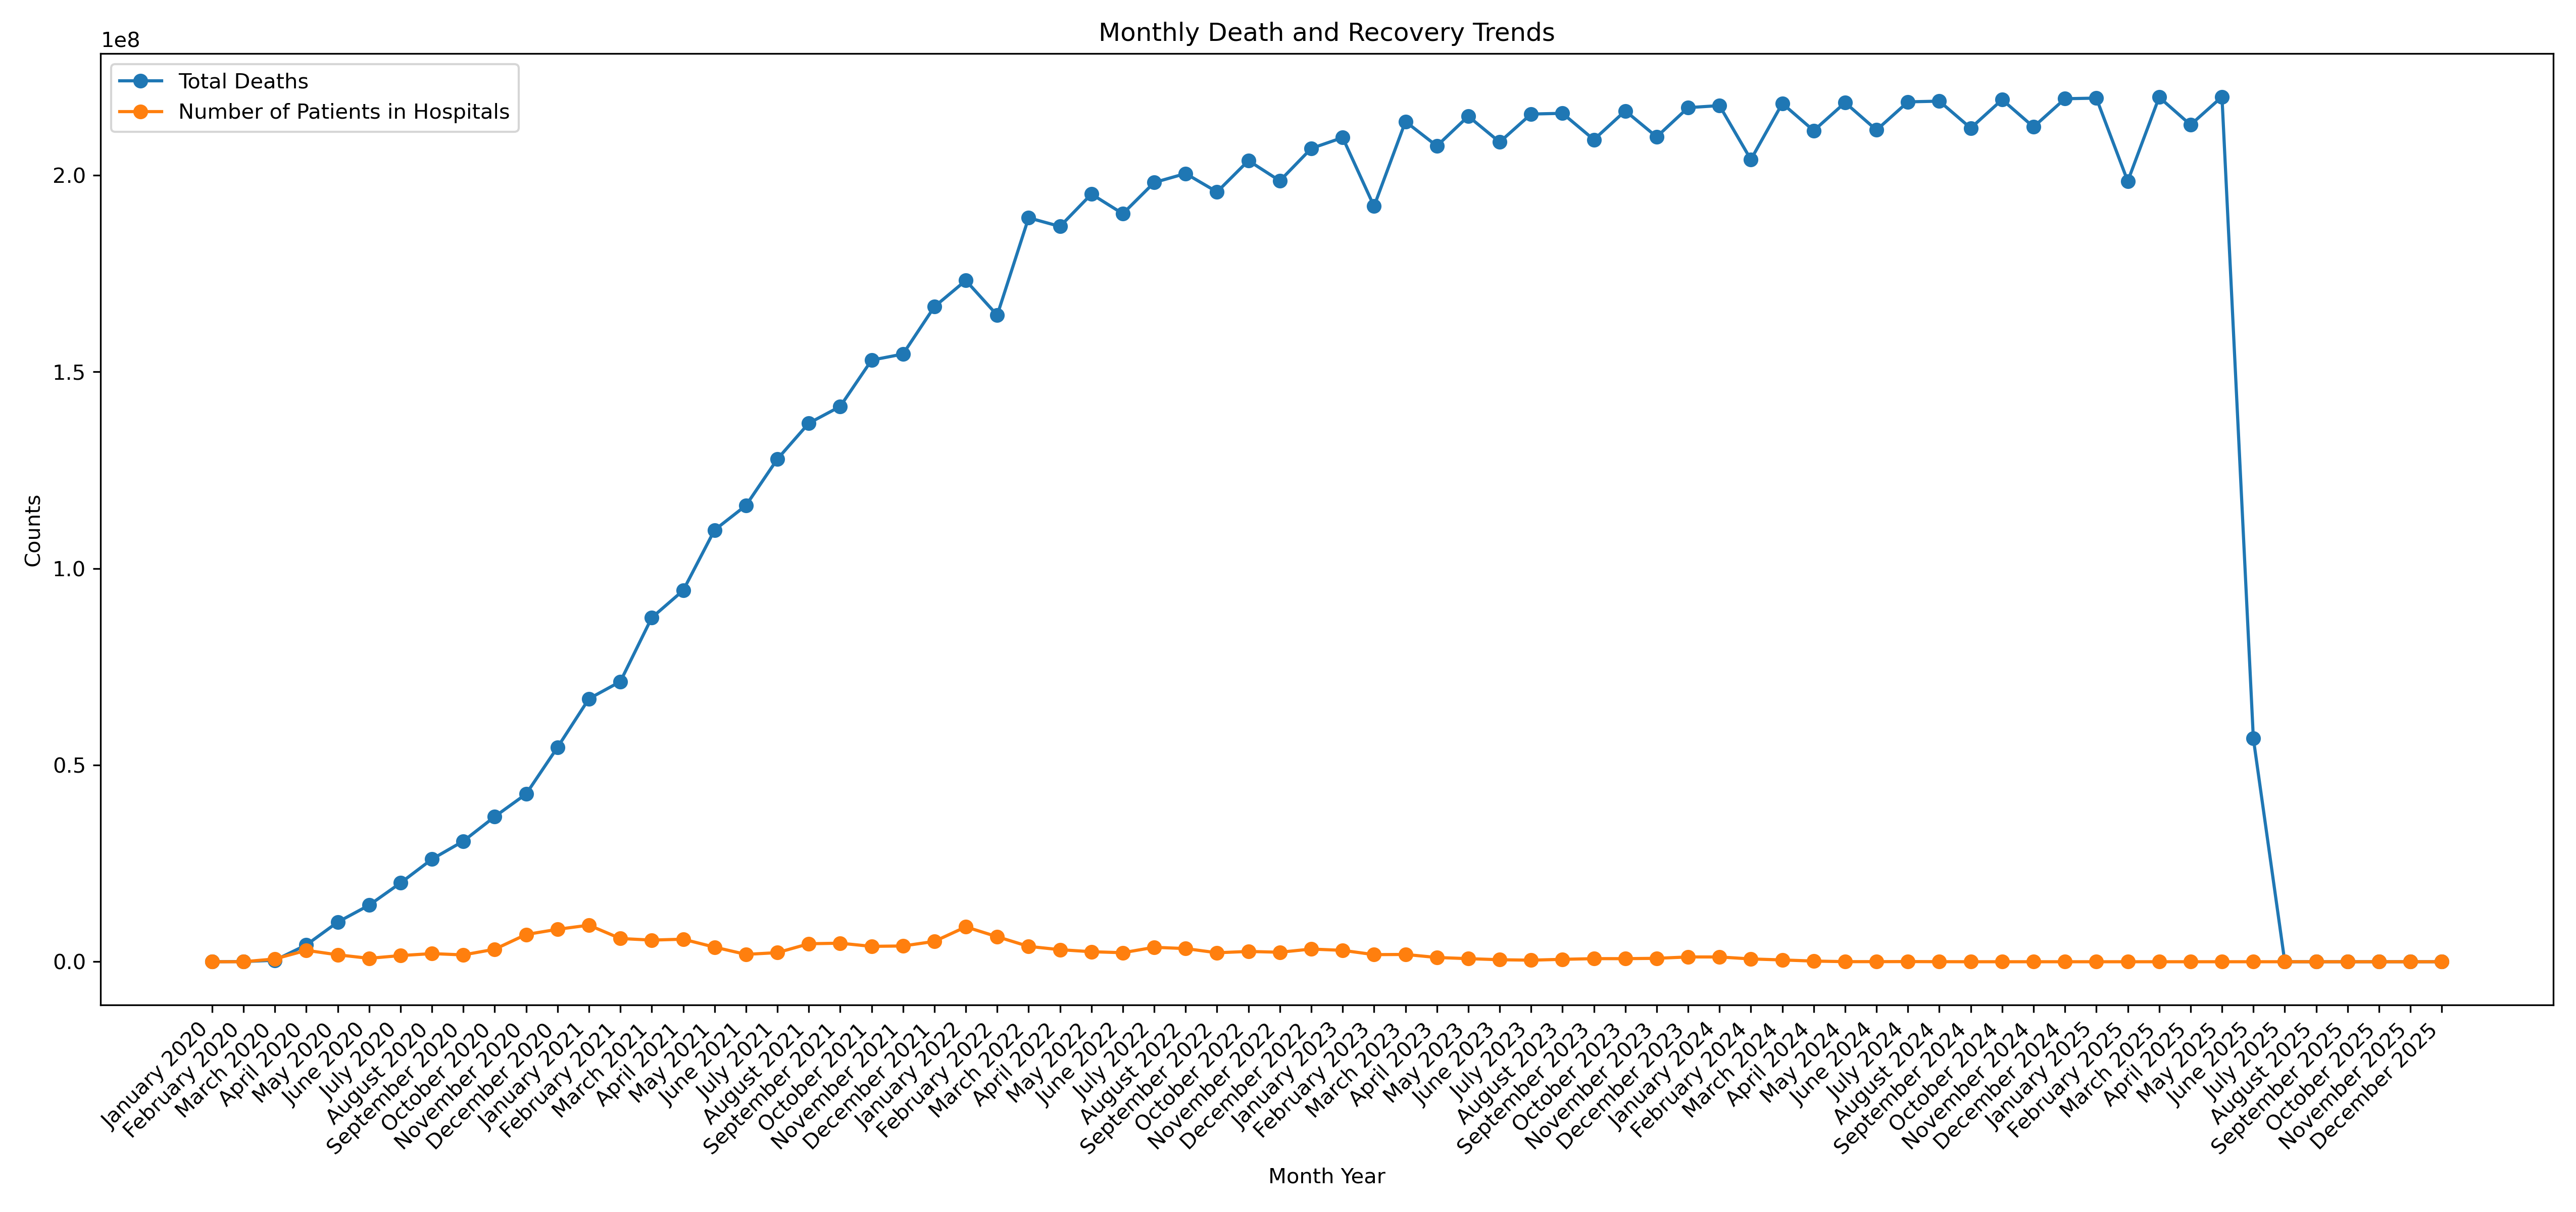 Monthly Death and Recovery Trends
1e8
Total Deaths
Number of Patients in Hospitals
2.0
1.5
1.0
0.5
0.0
Counts
January 2020
February 2020
March 2020
April 2020
May 2020
June 2020
July 2020
August 2020
September 2020
October 2020
November 2020
December 2020
January 2021
February 2021
March 2021
April 2021
May 2021
June 2021
July 2021
August 2021
September 2021
October 2021
November 2021
December 2021
January 2022
February 2022
March 2022
April 2022
May 2022
June 2022
July 2022
August 2022
September 2022
October 2022
November 2022
December 2022
January 2023
February 2023
March 2023
April 2023
May 2023
June 2023
July 2023
August 2023
September 2023
October 2023
November 2023
December 2023
January 2024
February 2024
March 2024
April 2024
May 2024
June 2024
July 2024
August 2024
September 2024
October 2024
November 2024
December 2024
January 2025
February 2025
March 2025
April 2025
May 2025
June 2025
July 2025
August 2025
September 2025
October 2025
November 2025
December 2025
Month Year